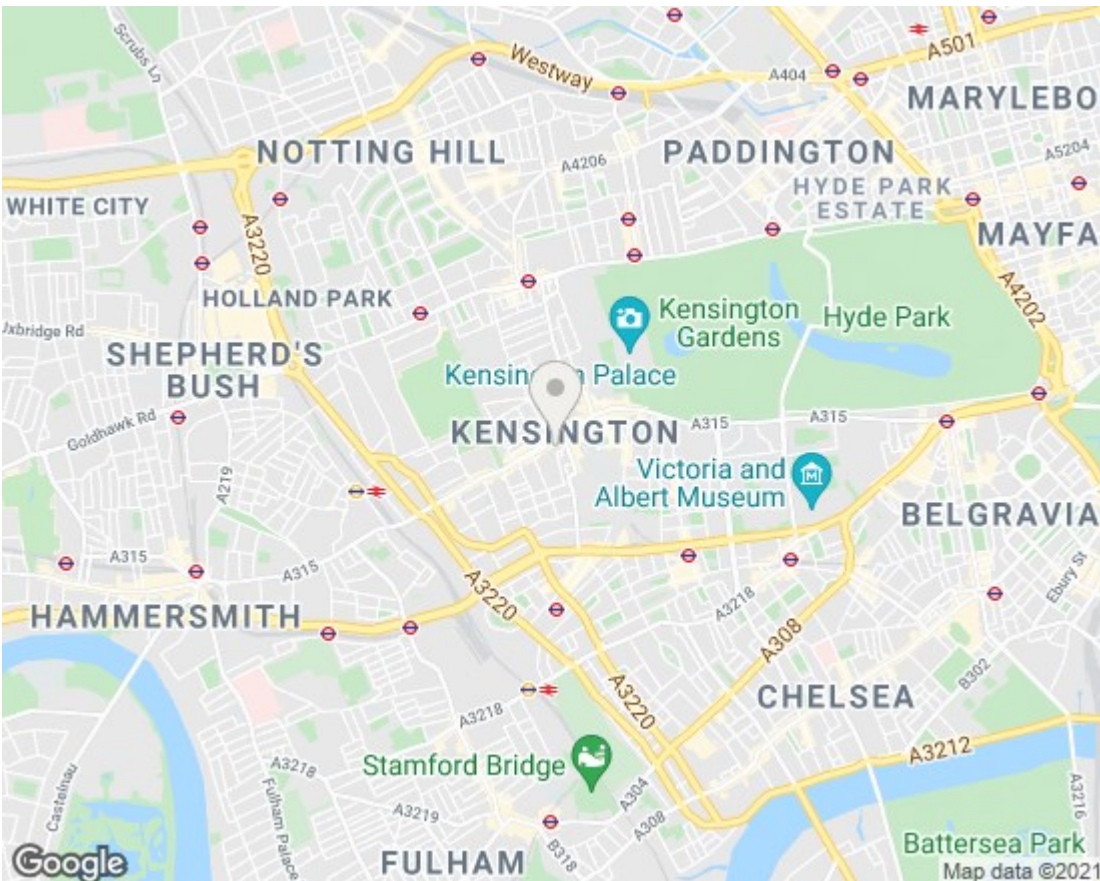 Scrubs Ln
Westway
A404
A501
MARYLEBO
NOTTING HILL
A4206
PADDINGTON
A5204
HYDE PARK
ESTATE
WHITE CITY
MAYFA
A3220
A4202
HOLLAND PARK
Kensington
Gardens
Hyde Park
Uxbridge Rd
SHEPHERD'S
BUSH
Palace
Goldhawk Rd
A219
KENSINGTON
A315
A315
Victoria and
Albert Museum
BELGRAVIA
A315
A315
Ebury St
HAMMERSMITH
A3220
A3218
A308
B302
A3220
CHELSEA
A3218
A3212
Stamford Bridge
A3218
A304
Castelnau
Fulham Palace
A3219
A308
B318
A3216
Battersea Park
FULHAM
Google
Map data ©2021